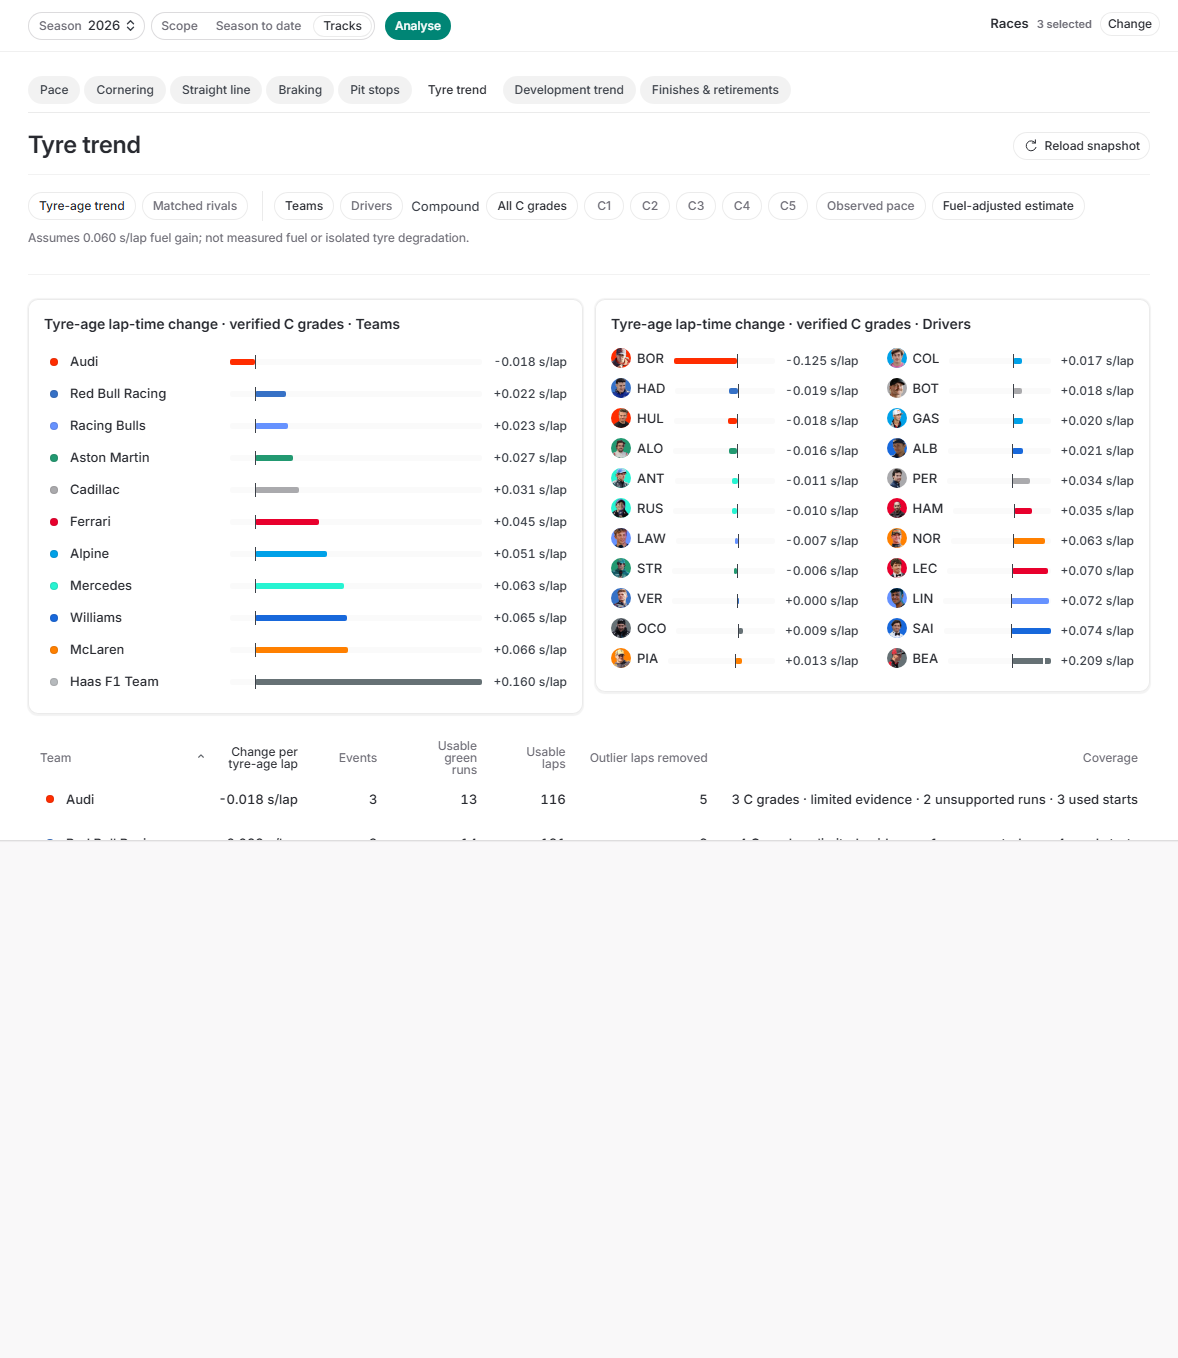 Season 2026 Scope Season to date Tracks Analyse Races 3 selected Change
Pace Cornering Straight line Braking Pit stops Tyre trend Development trend Finishes & retirements
Tyre trend
Reload snapshot
Tyre-age trend Matched rivals Teams Drivers Compound All C grades C1 C2 C3 C4 C5 Observed pace Fuel-adjusted estimate
Assumes 0.060 s/lap fuel gain; not measured fuel or isolated tyre degradation.
Tyre-age lap-time change · verified C grades · Teams
Audi -0.018 s/lap
Red Bull Racing +0.022 s/lap
Racing Bulls +0.023 s/lap
Aston Martin +0.027 s/lap
Cadillac +0.031 s/lap
Ferrari +0.045 s/lap
Alpine +0.051 s/lap
Mercedes +0.063 s/lap
Williams +0.065 s/lap
McLaren +0.066 s/lap
Haas F1 Team +0.160 s/lap
Tyre-age lap-time change · verified C grades · Drivers
BOR -0.125 s/lap
HAD -0.019 s/lap
HUL -0.018 s/lap
ALO -0.016 s/lap
ANT -0.011 s/lap
RUS -0.010 s/lap
LAW -0.007 s/lap
STR -0.006 s/lap
VER +0.000 s/lap
OCO +0.009 s/lap
PIA +0.013 s/lap
COL +0.017 s/lap
BOT +0.018 s/lap
GAS +0.020 s/lap
ALB +0.021 s/lap
PER +0.034 s/lap
HAM +0.035 s/lap
NOR +0.063 s/lap
LEC +0.070 s/lap
LIN +0.072 s/lap
SAI +0.074 s/lap
BEA +0.209 s/lap
Team Change per tyre-age lap Events Usable green runs Usable laps Outlier laps removed Coverage
Audi -0.018 s/lap 3 13 116 5 3 C grades · limited evidence · 2 unsupported runs · 3 used starts